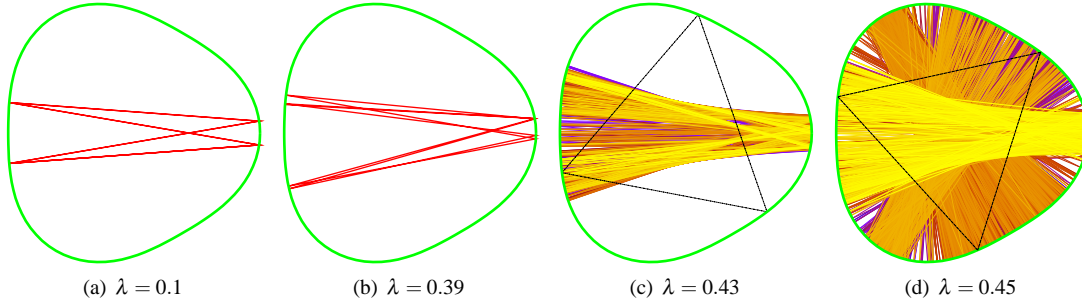 (a) λ = 0.1
(b) λ = 0.39
(c) λ = 0.43
(d) λ = 0.45